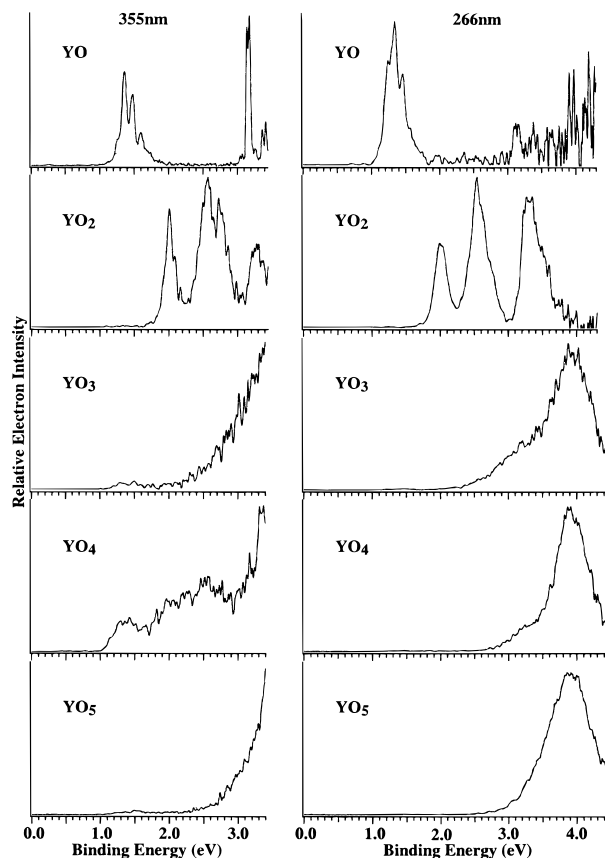 355nm 266nm
YO YO
YO2 YO2
YO3 YO3
YO4 YO4
YO5 YO5
Relative Electron Intensity
0.0 1.0 2.0 3.0 0.0 1.0 2.0 3.0 4.0
Binding Energy (eV) Binding Energy (eV)